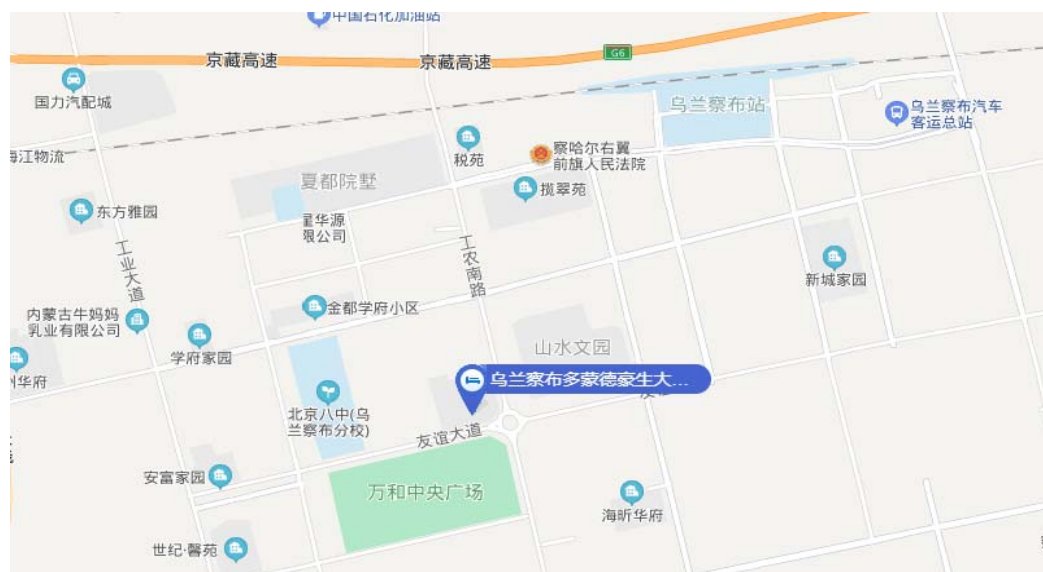 中国石化加油站
京藏高速
京藏高速
G6
国力汽配城
乌兰察布站
乌兰察布汽车
客运总站
海江物流
税苑
察哈尔右翼
前旗人民法院
夏都院墅
揽翠苑
东方雅园
星华源
限公司
工业大道
工农南路
新城家园
金都学府小区
内蒙古牛妈妈
乳业有限公司
学府家园
山水文园
华府
乌兰察布多蒙德豪生大...
北京八中(乌
兰察布分校)
友谊大道
安富家园
万和中央广场
海昕华府
世纪·馨苑